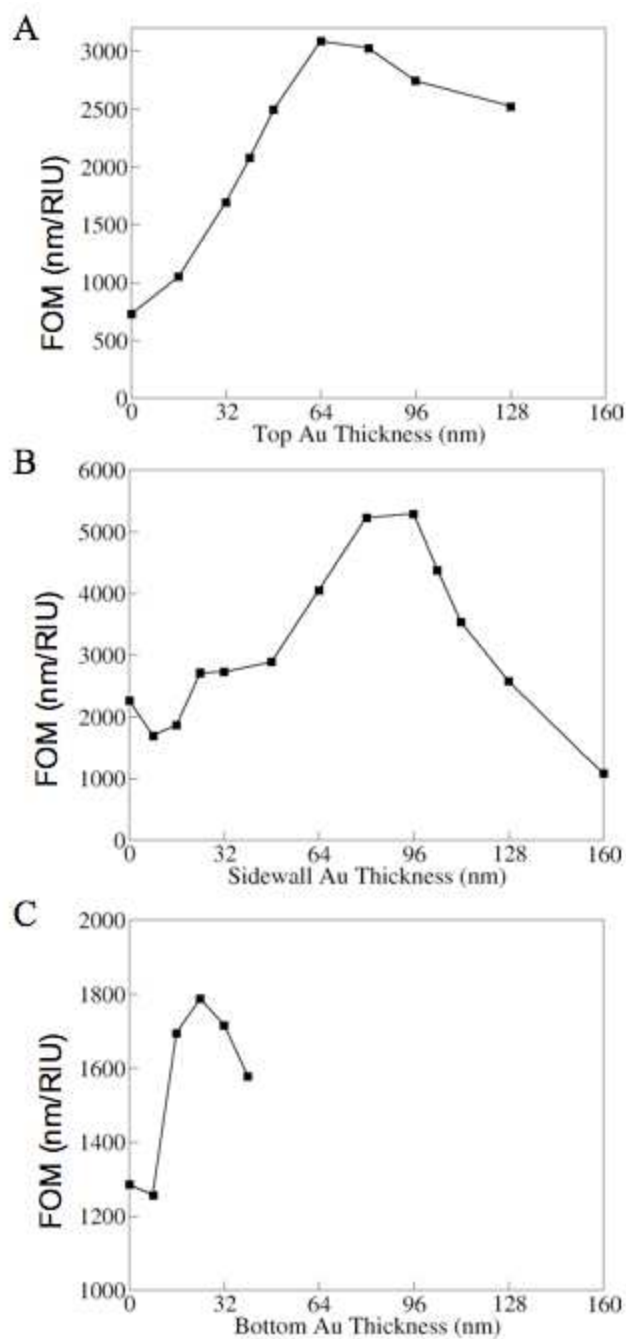 A
FOM (nm/RIU)
3000
2500
2000
1500
1000
500
0
0 32 64 96 128 160
Top Au Thickness (nm)
B
FOM (nm/RIU)
6000
5000
4000
3000
2000
1000
0
0 32 64 96 128 160
Sidewall Au Thickness (nm)
C
FOM (nm/RIU)
2000
1800
1600
1400
1200
1000
0 32 64 96 128 160
Bottom Au Thickness (nm)